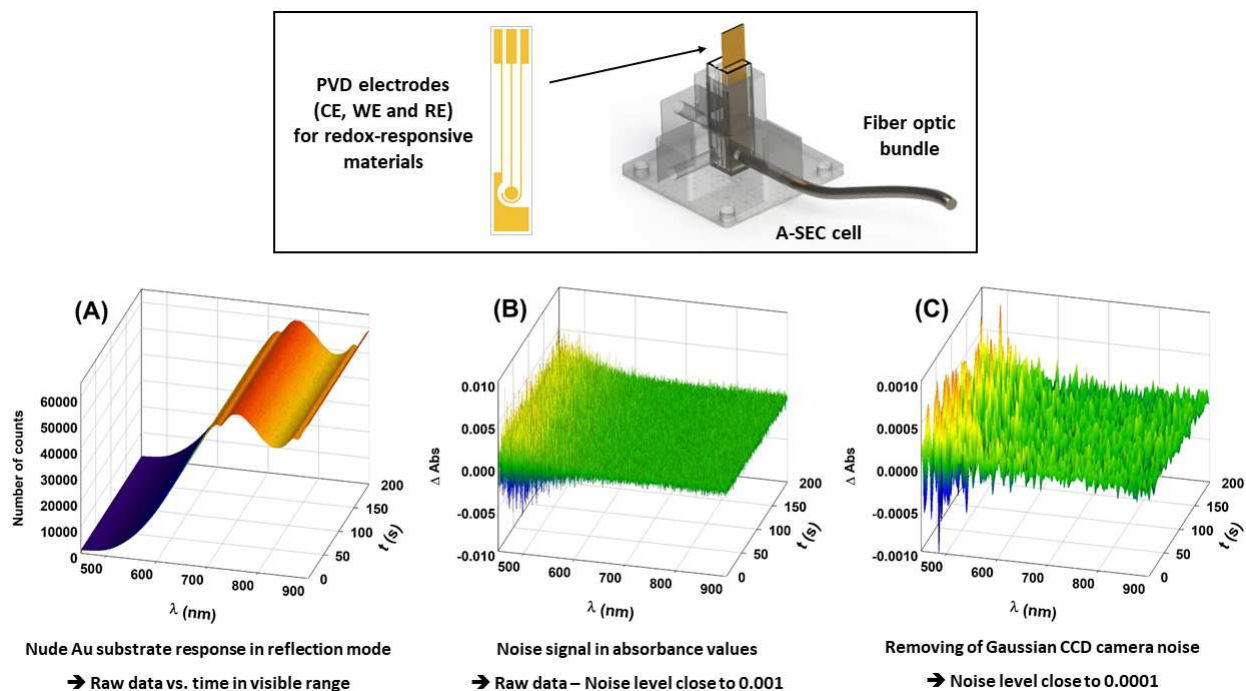 PVD electrodes
(CE, WE and RE)
for redox-responsive
materials
Fiber optic
bundle
A-SEC cell
(A)
Number of counts
60000
50000
40000
30000
20000
10000
0
500
600
700
800
900
λ (nm)
0
50
100
150
200
t (s)
(B)
Δ Abs
0.010
0.005
0.000
-0.005
-0.010
500
600
700
800
900
λ (nm)
0
50
100
150
200
t (s)
(C)
Δ Abs
0.0010
0.0005
0.0000
-0.0005
-0.0010
500
600
700
800
900
λ (nm)
0
50
100
150
200
t (s)
Nude Au substrate response in reflection mode
➔ Raw data vs. time in visible range
Noise signal in absorbance values
➔ Raw data – Noise level close to 0.001
Removing of Gaussian CCD camera noise
➔ Noise level close to 0.0001